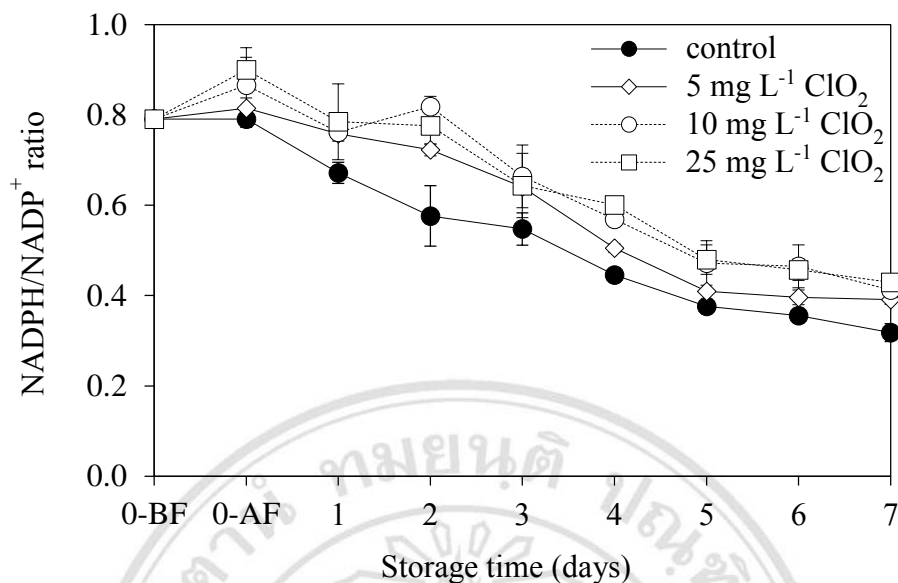 1.0
0.8
0.6
0.4
0.2
0.0
NADPH/NADP⁺ ratio
control
5 mg L⁻¹ ClO₂
10 mg L⁻¹ ClO₂
25 mg L⁻¹ ClO₂
0-BF 0-AF 1 2 3 4 5 6 7
Storage time (days)